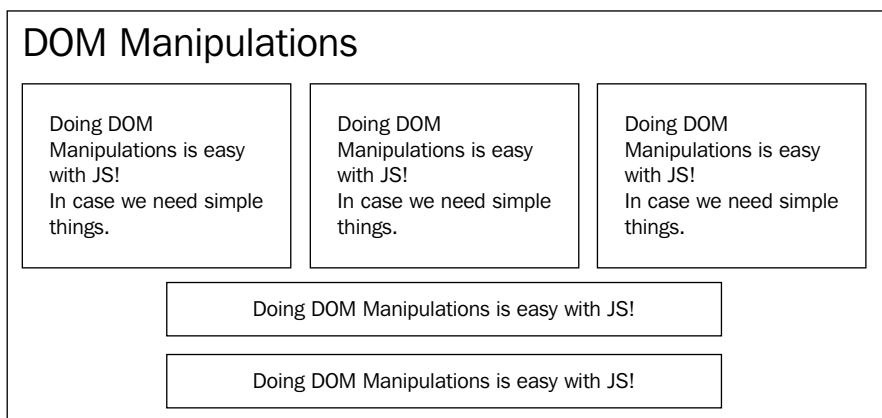 DOM Manipulations
Doing DOM
Manipulations is easy
with JS!
In case we need simple
things.
Doing DOM
Manipulations is easy
with JS!
In case we need simple
things.
Doing DOM
Manipulations is easy
with JS!
In case we need simple
things.
Doing DOM Manipulations is easy with JS!
Doing DOM Manipulations is easy with JS!